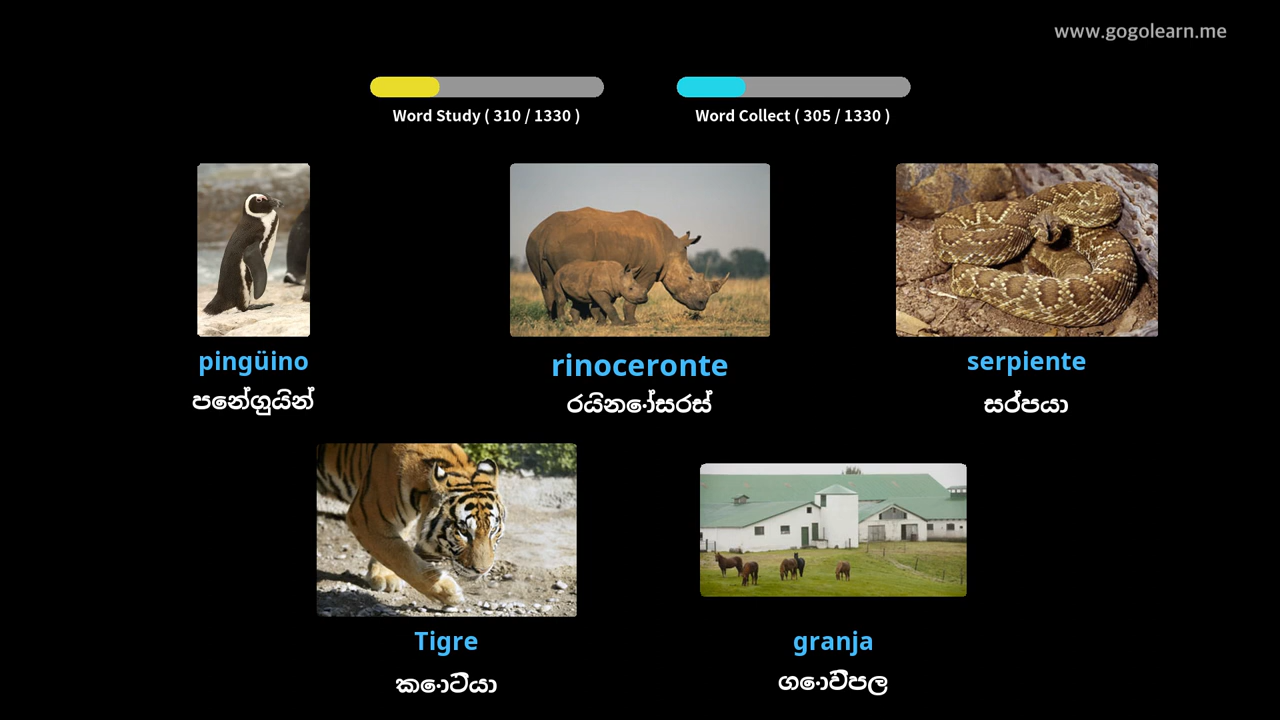 www.gogolearn.me
Word Study ( 310 / 1330 )
Word Collect ( 305 / 1330 )
pingüino
rinoceronte
serpiente
පනේගුයින්
රයිනෝසරස්
සර්පයා
Tigre
granja
කොටියා
ගොවිපල